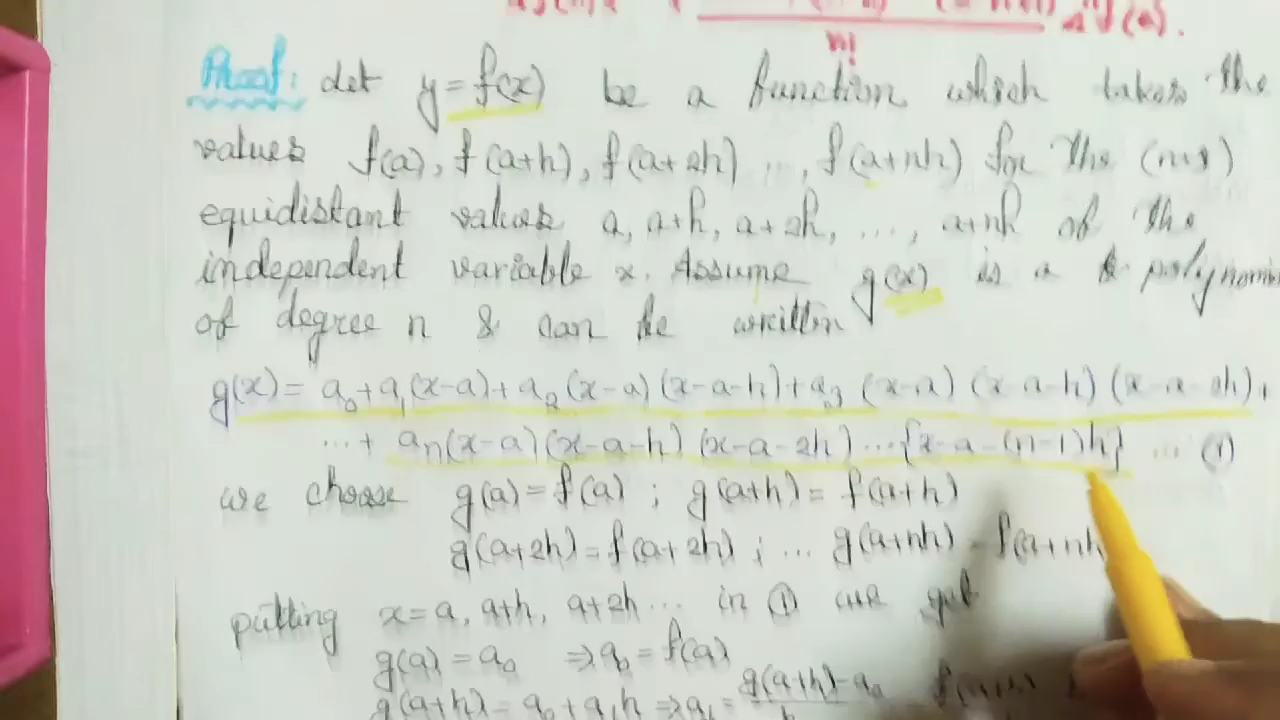 n! Δⁿf(a).
Proof: Let y=f(x) be a function which takes the
values f(a), f(a+h), f(a+2h) ..., f(a+nh) for the (n+1)
equidistant values a, a+h, a+2h, ..., a+nh of the
independent variable x. Assume g(x) is a polynomi
of degree n & can be written
g(x) = a₀+a₁(x-a)+a₂(x-a)(x-a-h)+a₃(x-a)(x-a-h)(x-a-2h)+
...+ aₙ(x-a)(x-a-h)(x-a-2h)...{x-a-(n-1)h} ... ①
we choose g(a)=f(a) ; g(a+h)= f(a+h)
g(a+2h)=f(a+2h) ; ... g(a+nh) = f(a+nh
putting x=a, a+h, a+2h ... in ① we get
g(a) = a₀ ⇒ a₀ = f(a)
g(a+h) = a₀ + a₁h ⇒ a₁ = g(a+h)-a₀